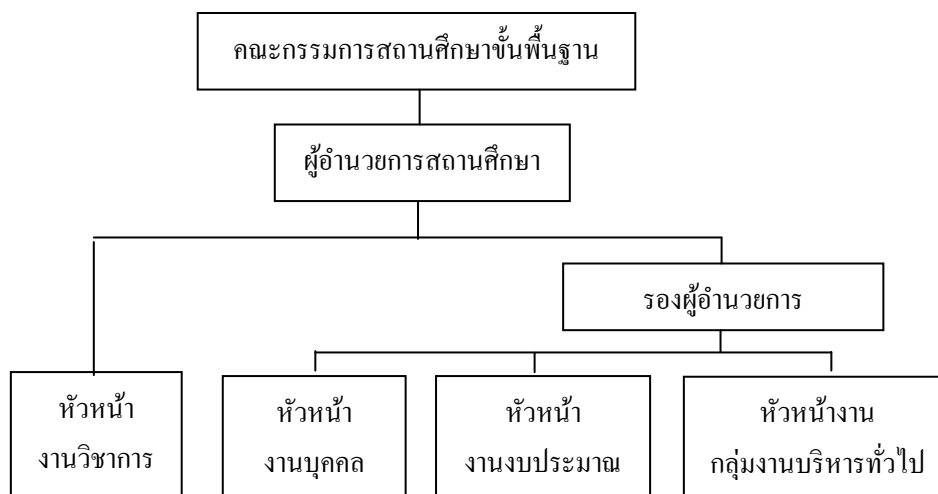 คณะกรรมการสถานศึกษาขั้นพื้นฐาน
ผู้อำนวยการสถานศึกษา
รองผู้อำนวยการ
หัวหน้า
งานวิชาการ
หัวหน้า
งานบุคคล
หัวหน้า
งานงบประมาณ
หัวหน้างาน
กลุ่มงานบริหารทั่วไป